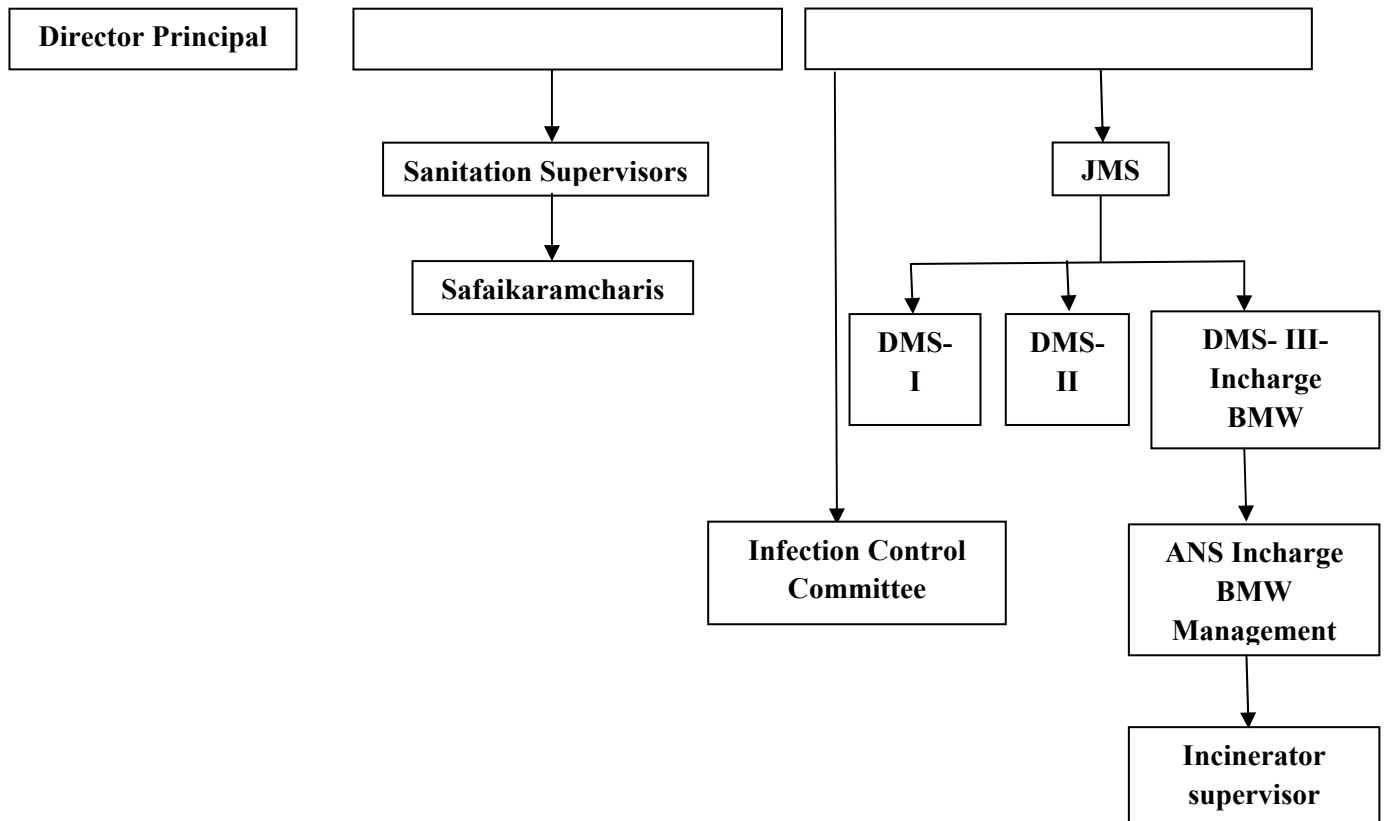 Director Principal
Sanitation Supervisors
JMS
Safaikaramcharis
DMS-
I
DMS-
II
DMS- III-
Incharge
BMW
Infection Control
Committee
ANS Incharge
BMW
Management
Incinerator
supervisor